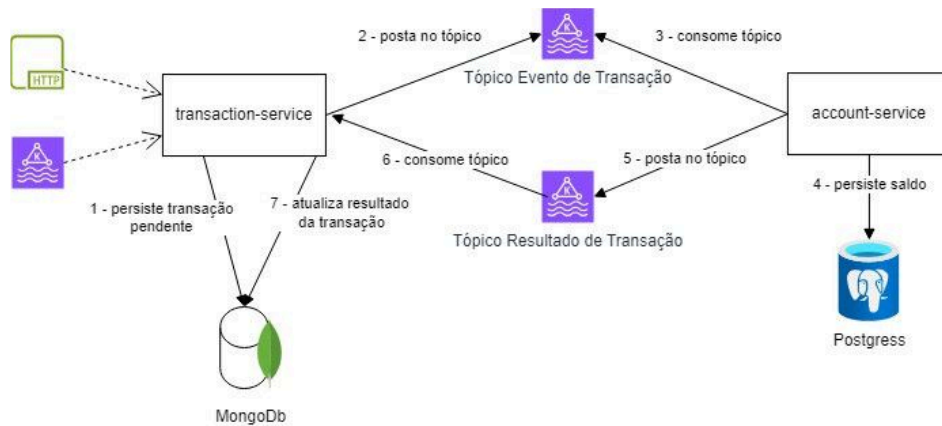 2 - posta no tópico
3 - consome tópico
K
HTTP
Tópico Evento de Transação
transaction-service
account-service
K
6 - consome tópico
5 - posta no tópico
4 - persiste saldo
K
1 - persiste transação
pendente
7 - atualiza resultado
da transação
Tópico Resultado de Transação
Postgress
MongoDb